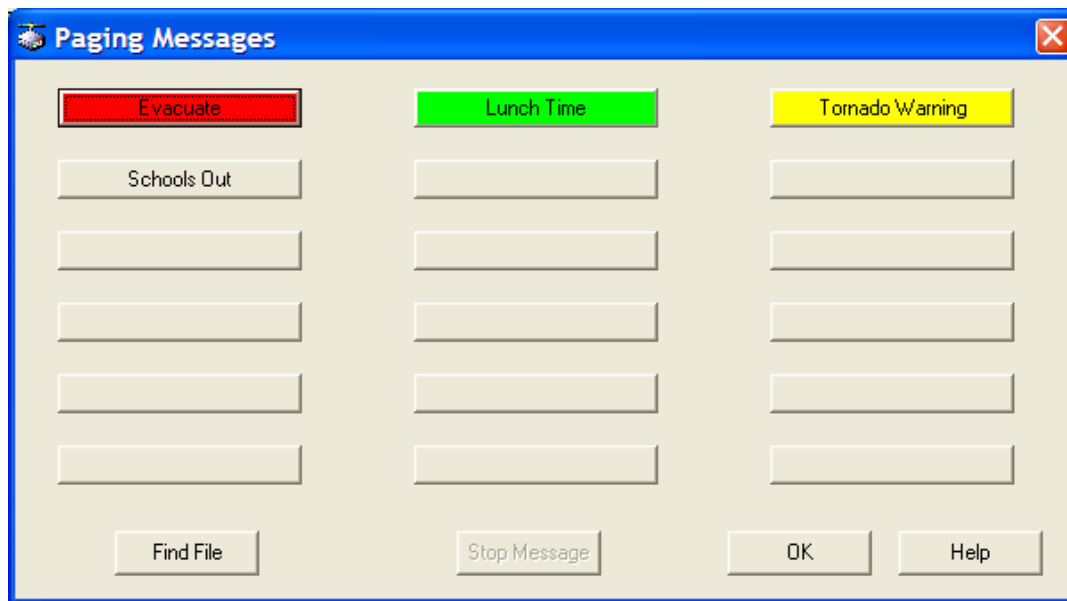 Paging Messages
Evacuate Lunch Time Tornado Warning
Schools Out
Find File Stop Message OK Help